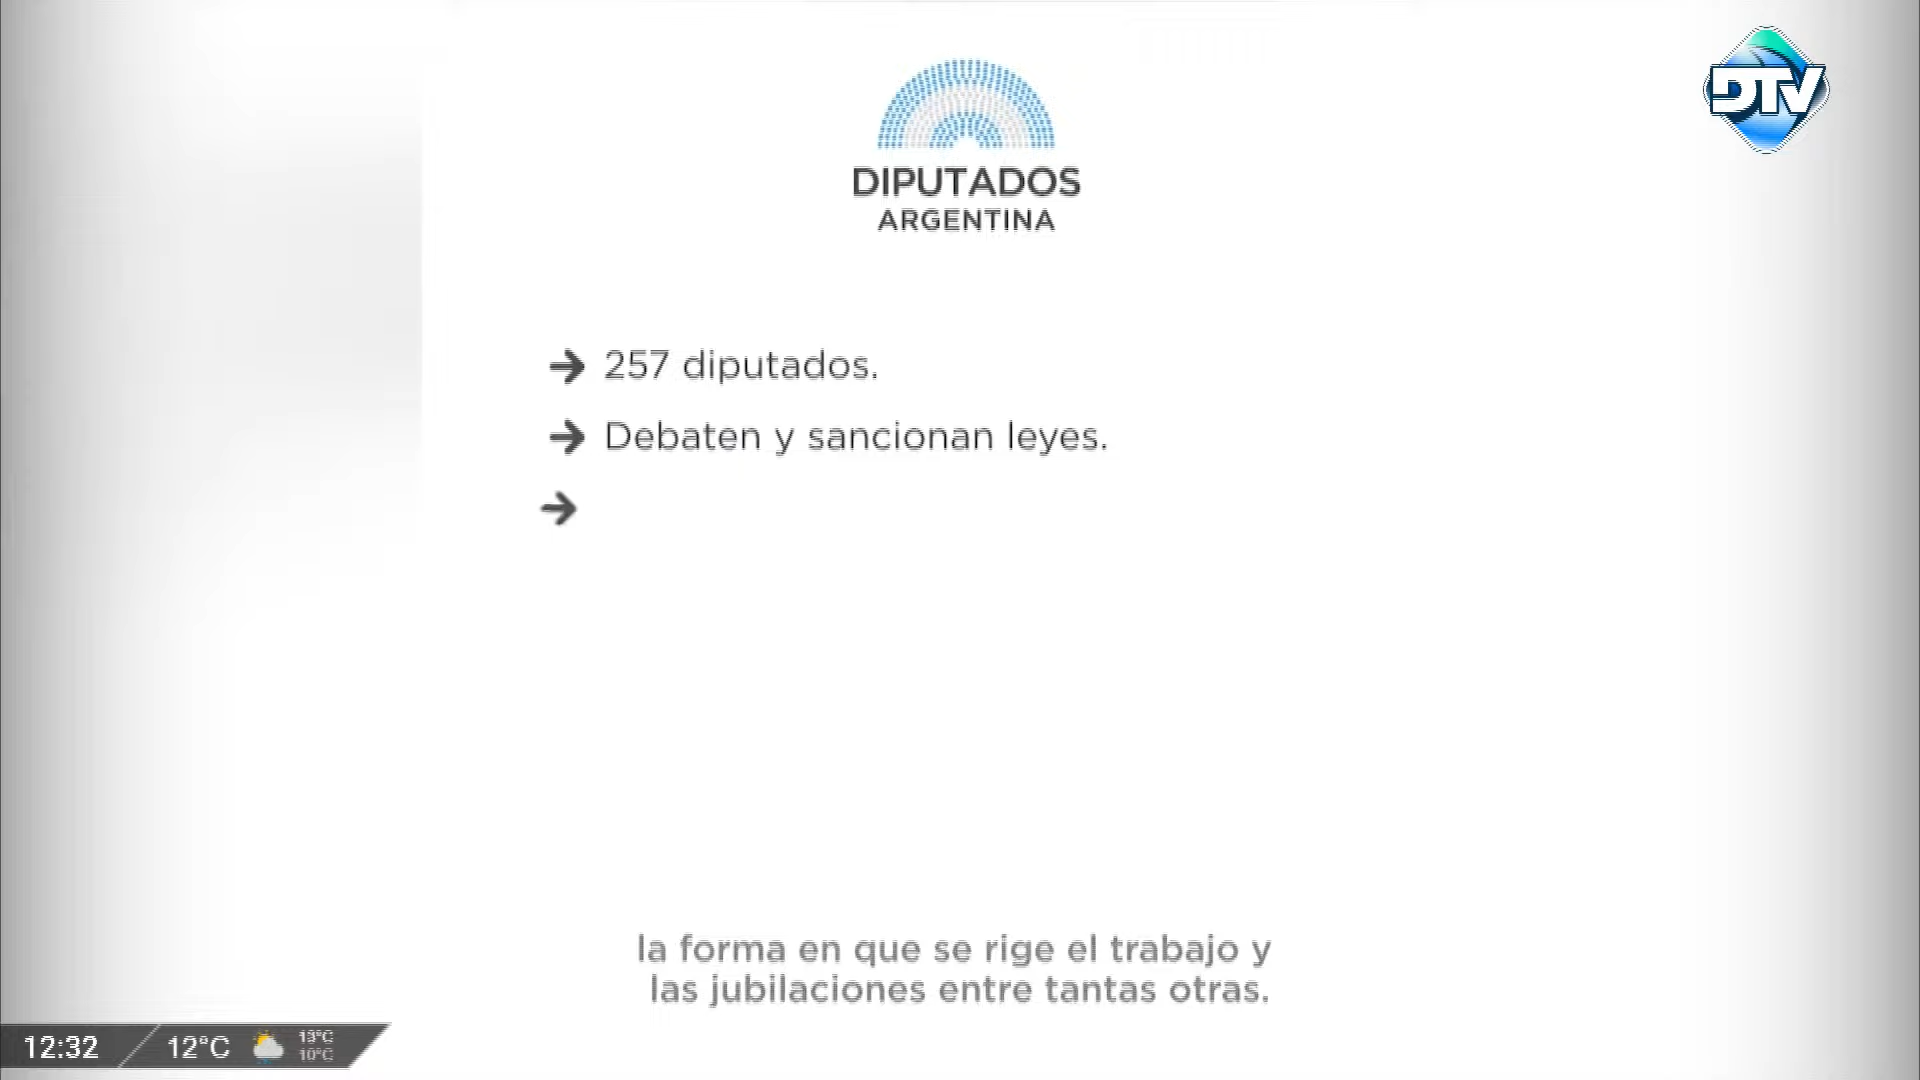 DTV
DIPUTADOS
ARGENTINA
257 diputados.
Debaten y sancionan leyes.
la forma en que se rige el trabajo y
las jubilaciones entre tantas otras.
12:32 12°C 13°C
10°C